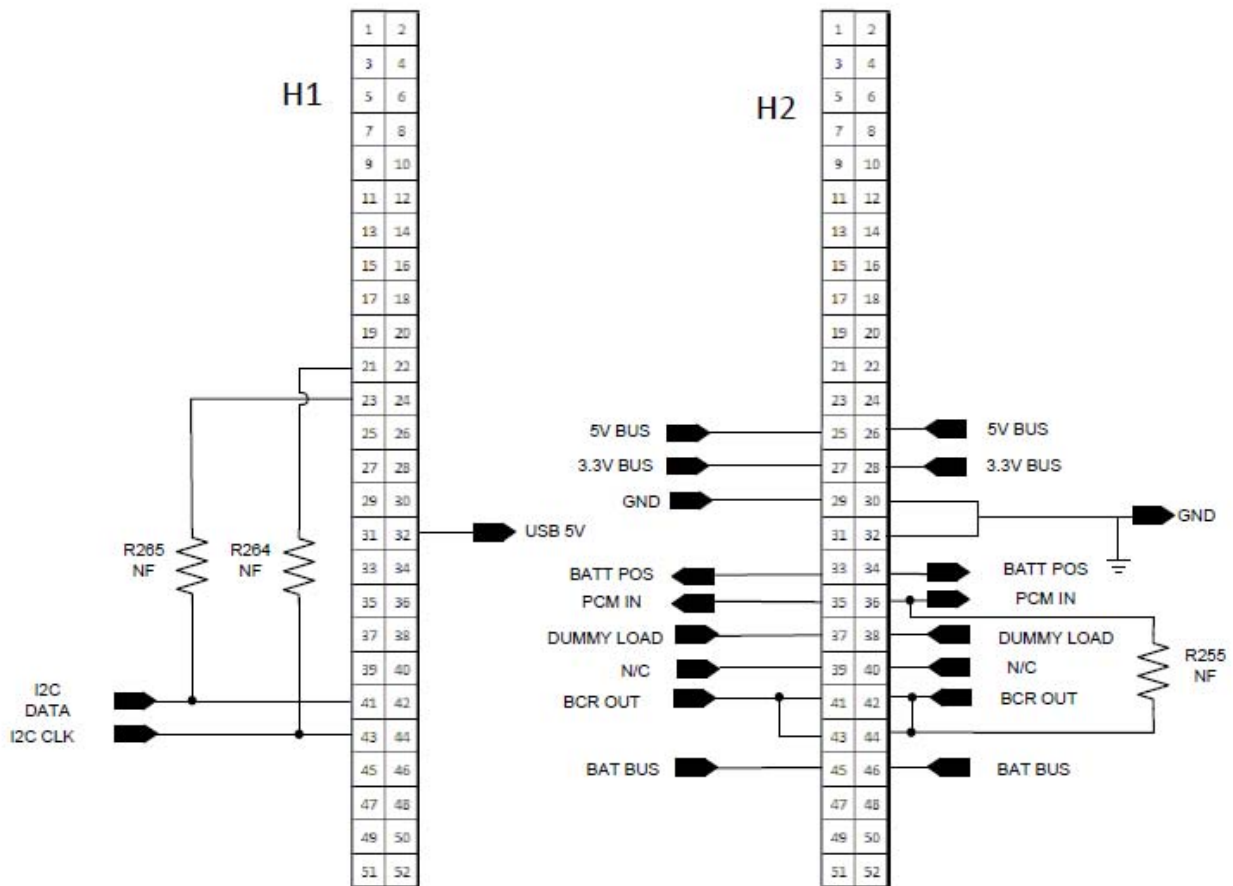 H1
1 2
3 4
5 6
7 8
9 10
11 12
13 14
15 16
17 18
19 20
21 22
23 24
25 26
27 28
29 30
31 32
33 34
35 36
37 38
39 40
41 42
43 44
45 46
47 48
49 50
51 52
R265
NF
R264
NF
I2C
DATA
I2C CLK
USB 5V
H2
1 2
3 4
5 6
7 8
9 10
11 12
13 14
15 16
17 18
19 20
21 22
23 24
5V BUS 25 26 5V BUS
3.3V BUS 27 28 3.3V BUS
GND 29 30
31 32
GND
BATT POS 33 34 BATT POS
PCM IN 35 36 PCM IN
DUMMY LOAD 37 38 DUMMY LOAD
N/C 39 40 N/C
BCR OUT 41 42 BCR OUT
43 44
BAT BUS 45 46 BAT BUS
47 48
49 50
51 52
R255
NF